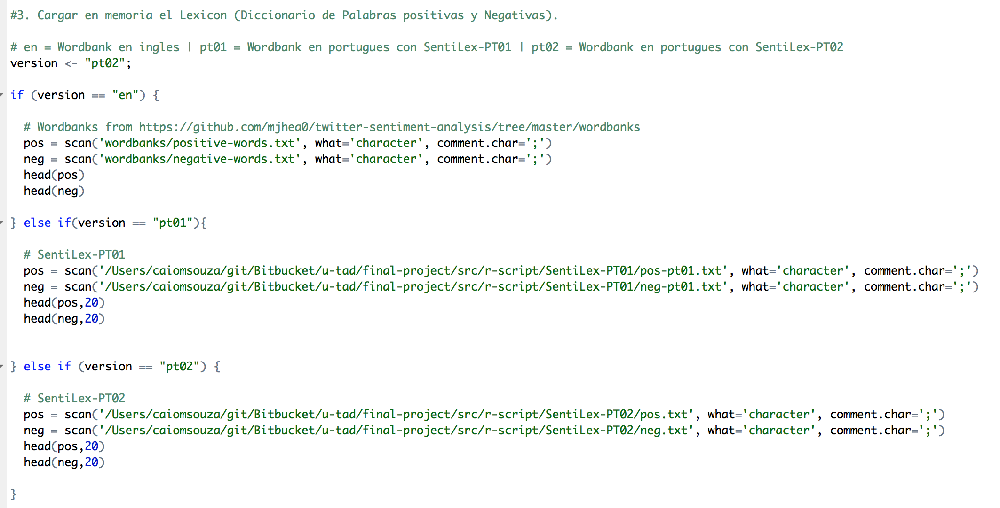 #3. Cargar en memoria el Lexicon (Diccionario de Palabras positivas y Negativas).
# en = Wordbank en ingles | pt01 = Wordbank en portugues con SentiLex-PT01 | pt02 = Wordbank en portugues con SentiLex-PT02
version <- "pt02";
if (version == "en") {
# Wordbanks from https://github.com/mjhea0/twitter-sentiment-analysis/tree/master/wordbanks
pos = scan('wordbanks/positive-words.txt', what='character', comment.char=';')
neg = scan('wordbanks/negative-words.txt', what='character', comment.char=';')
head(pos)
head(neg)
} else if(version == "pt01"){
# SentiLex-PT01
pos = scan('/Users/caiomsouza/git/Bitbucket/u-tad/final-project/src/r-script/SentiLex-PT01/pos-pt01.txt', what='character', comment.char=';')
neg = scan('/Users/caiomsouza/git/Bitbucket/u-tad/final-project/src/r-script/SentiLex-PT01/neg-pt01.txt', what='character', comment.char=';')
head(pos,20)
head(neg,20)
} else if (version == "pt02") {
# SentiLex-PT02
pos = scan('/Users/caiomsouza/git/Bitbucket/u-tad/final-project/src/r-script/SentiLex-PT02/pos.txt', what='character', comment.char=';')
neg = scan('/Users/caiomsouza/git/Bitbucket/u-tad/final-project/src/r-script/SentiLex-PT02/neg.txt', what='character', comment.char=';')
head(pos,20)
head(neg,20)
}